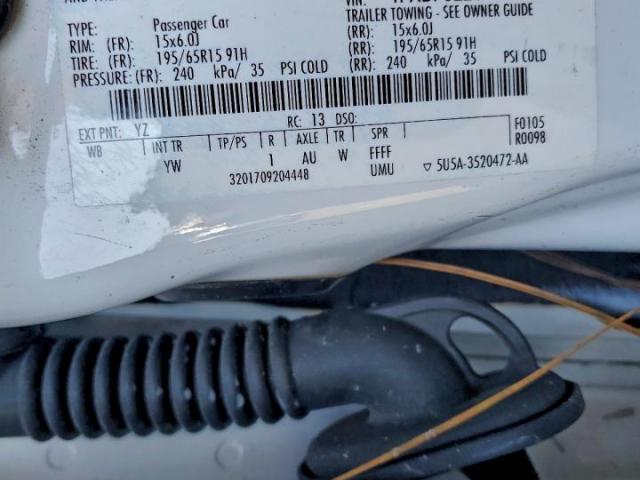 TYPE: Passenger Car TRAILER TOWING - SEE OWNER GUIDE
RIM: (FR): 15x6.0J (RR): 15x6.0J
TIRE: (FR): 195/65R15 91H (RR): 195/65R15 91H
PRESSURE: (FR): 240 kPa/ 35 PSI COLD (RR): 240 kPa/ 35 PSI COLD
EXT PNT: YZ RC: 13 DSO: F0105
WB INT TR TP/PS R AXLE TR SPR R0098
YW 1 AU W FFFF 5U5A-3520472-AA
3201709204448 UMU